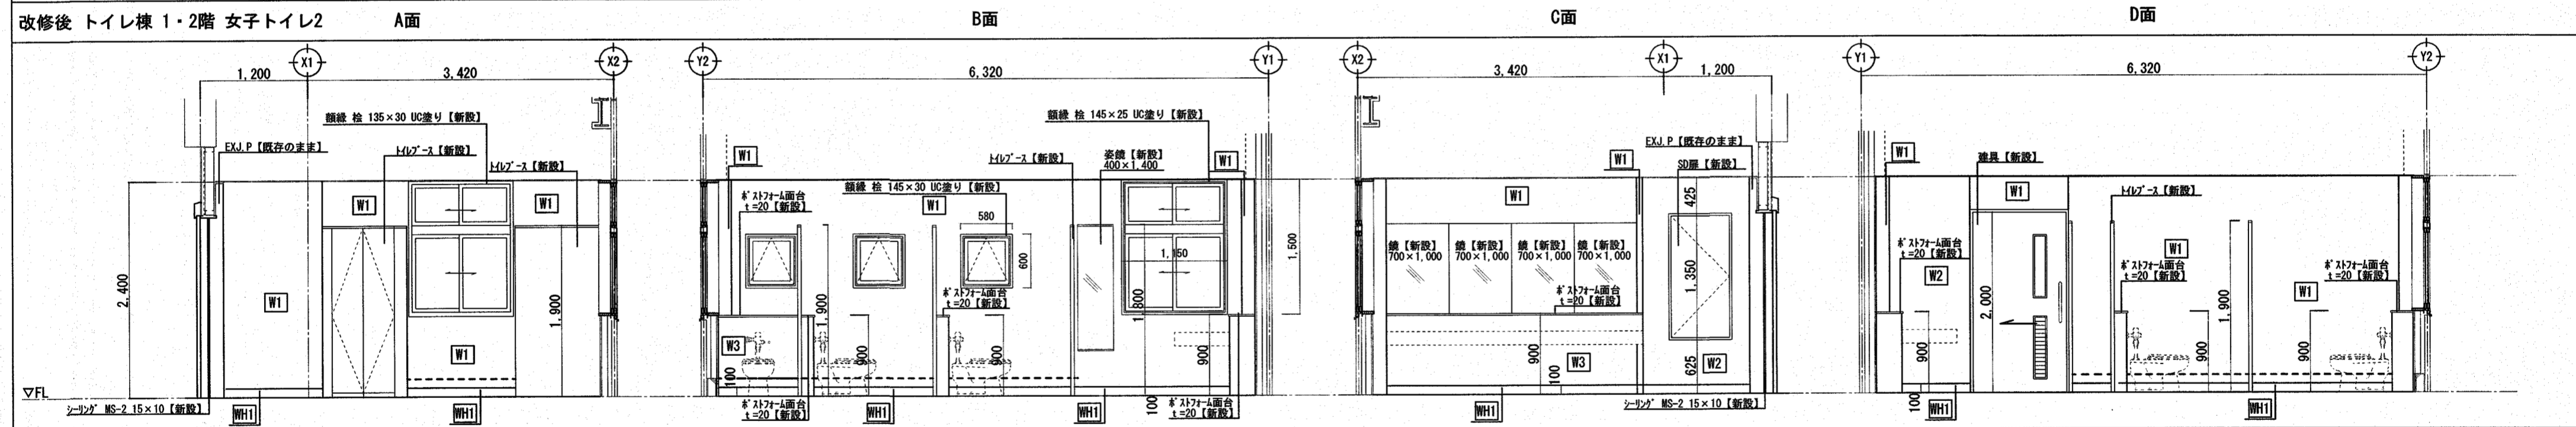 改修後 トイレ棟 1・2階 女子トイレ2
A面
X1
X2
1,200
3,420
額縁 桧 135×30 UC塗り【新設】
EXJ.P【既存のまま】
トイレブース【新設】
トイレブース【新設】
W1
W1
W1
W1
2,400
1,900
▽FL
シーリング MS-2 15×10【新設】
WH1
WH1
B面
Y2
Y1
6,320
額縁 桧 145×25 UC塗り【新設】
W1
トイレブース【新設】
姿鏡【新設】
400×1,400
W1
額縁 桧 145×30 UC塗り【新設】
ポストフォーム面台
t=20【新設】
W1
580
600
1,150
1,500
ポストフォーム面台
t=20【新設】
1,900
1,800
W3
900
900
900
100
ポストフォーム面台
t=20【新設】
WH1
WH1
100
ポストフォーム面台
t=20【新設】
C面
X2
X1
3,420
1,200
EXJ.P【既存のまま】
W1
SD扉【新設】
W1
425
鏡【新設】
700×1,000
鏡【新設】
700×1,000
鏡【新設】
700×1,000
鏡【新設】
700×1,000
ポストフォーム面台
t=20【新設】
1,350
900
100
W3
625
W2
WH1
シーリング MS-2 15×10【新設】
D面
Y1
Y2
6,320
W1
建具【新設】
W1
トイレブース【新設】
ポストフォーム面台
t=20【新設】
W2
W1
ポストフォーム面台
t=20【新設】
ポストフォーム面台
t=20【新設】
W1
2,000
1,900
900
900
900
100
WH1
WH1